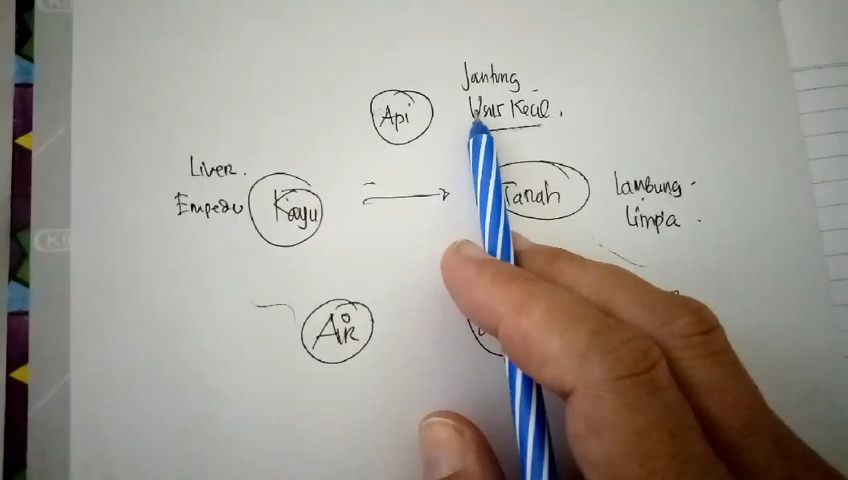 Jantung
Usus Kecil.
Api
Liver.
Empedu
Kayu
Tanah
Lambung
Limpa
Air